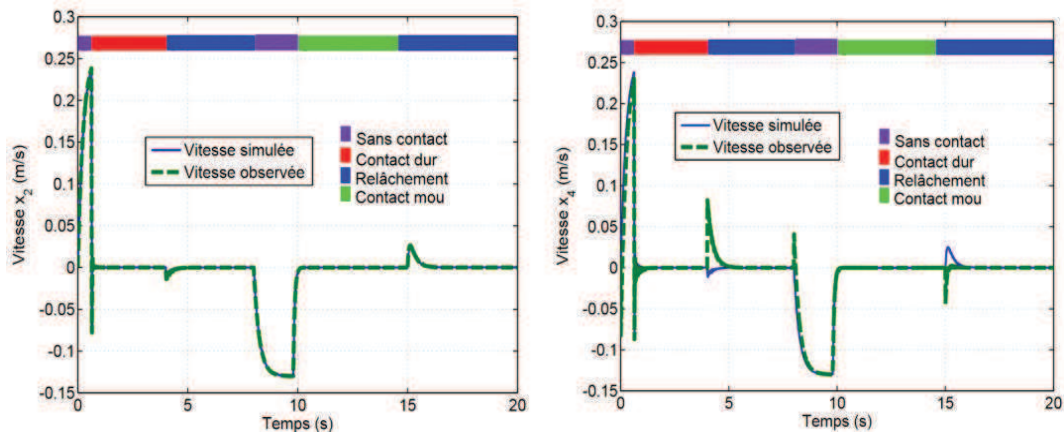 0.3
0.25
0.2
0.15
0.1
0.05
0
-0.05
-0.1
-0.15
Vitesse x2 (m/s)
Vitesse simulée
Vitesse observée
Sans contact
Contact dur
Relâchement
Contact mou
0 5 10 15 20
Temps (s)
0.3
0.25
0.2
0.15
0.1
0.05
0
-0.05
-0.1
-0.15
Vitesse x4 (m/s)
Vitesse simulée
Vitesse observée
Sans contact
Contact dur
Relâchement
Contact mou
0 5 10 15 20
Temps (s)